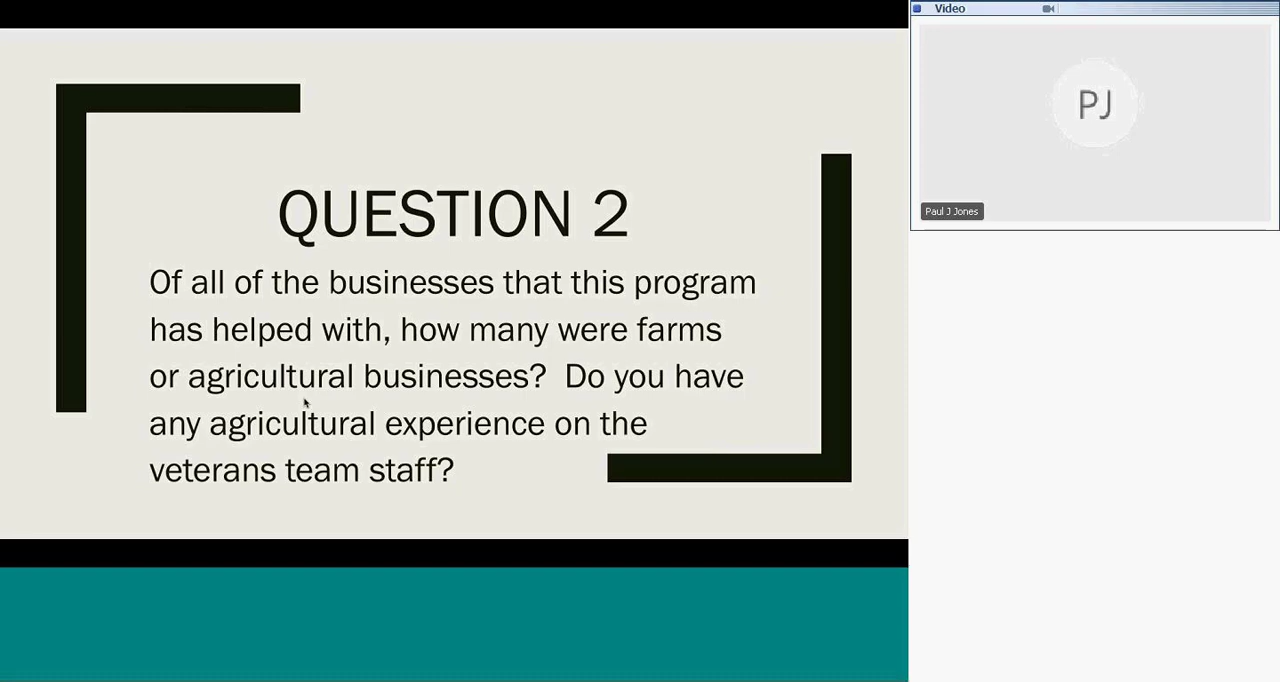 Video
PJ
Paul J Jones
QUESTION 2
Of all of the businesses that this program
has helped with, how many were farms
or agricultural businesses?  Do you have
any agricultural experience on the
veterans team staff?